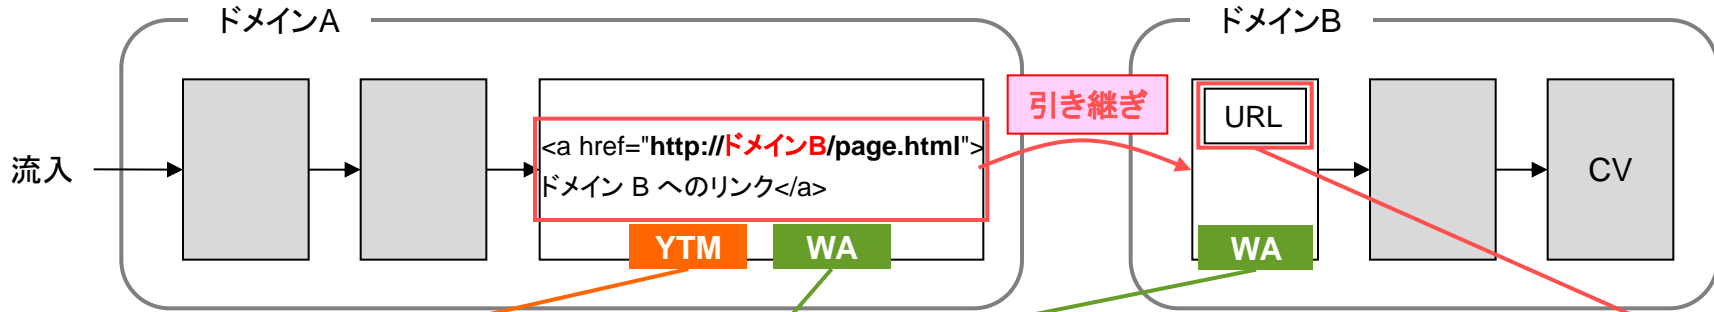 ドメインA
ドメインB
引き継ぎ
URL
<a href="http://ドメインB/page.html">
ドメイン B へのリンク</a>
流入
CV
YTM
WA
WA